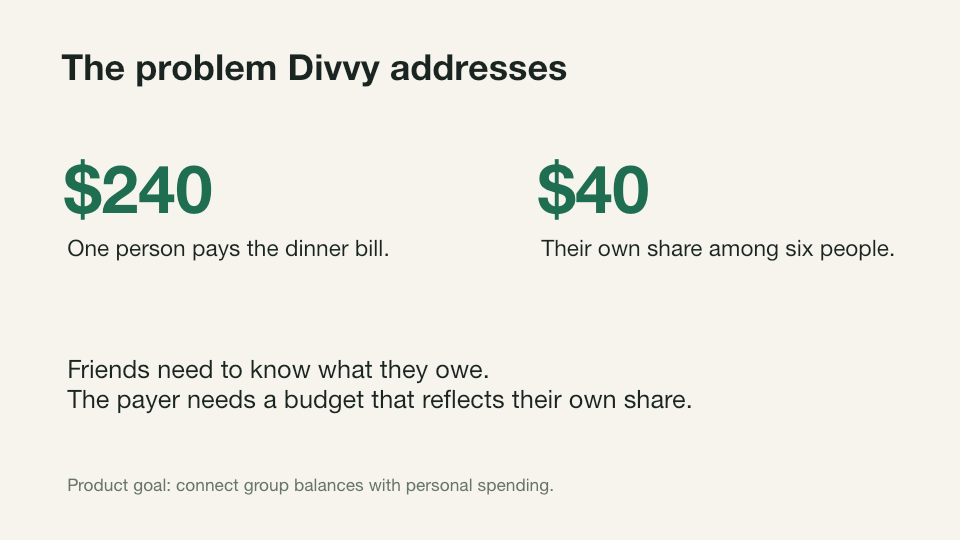 The problem Divvy addresses
$240
One person pays the dinner bill.
$40
Their own share among six people.
Friends need to know what they owe.
The payer needs a budget that reflects their own share.
Product goal: connect group balances with personal spending.